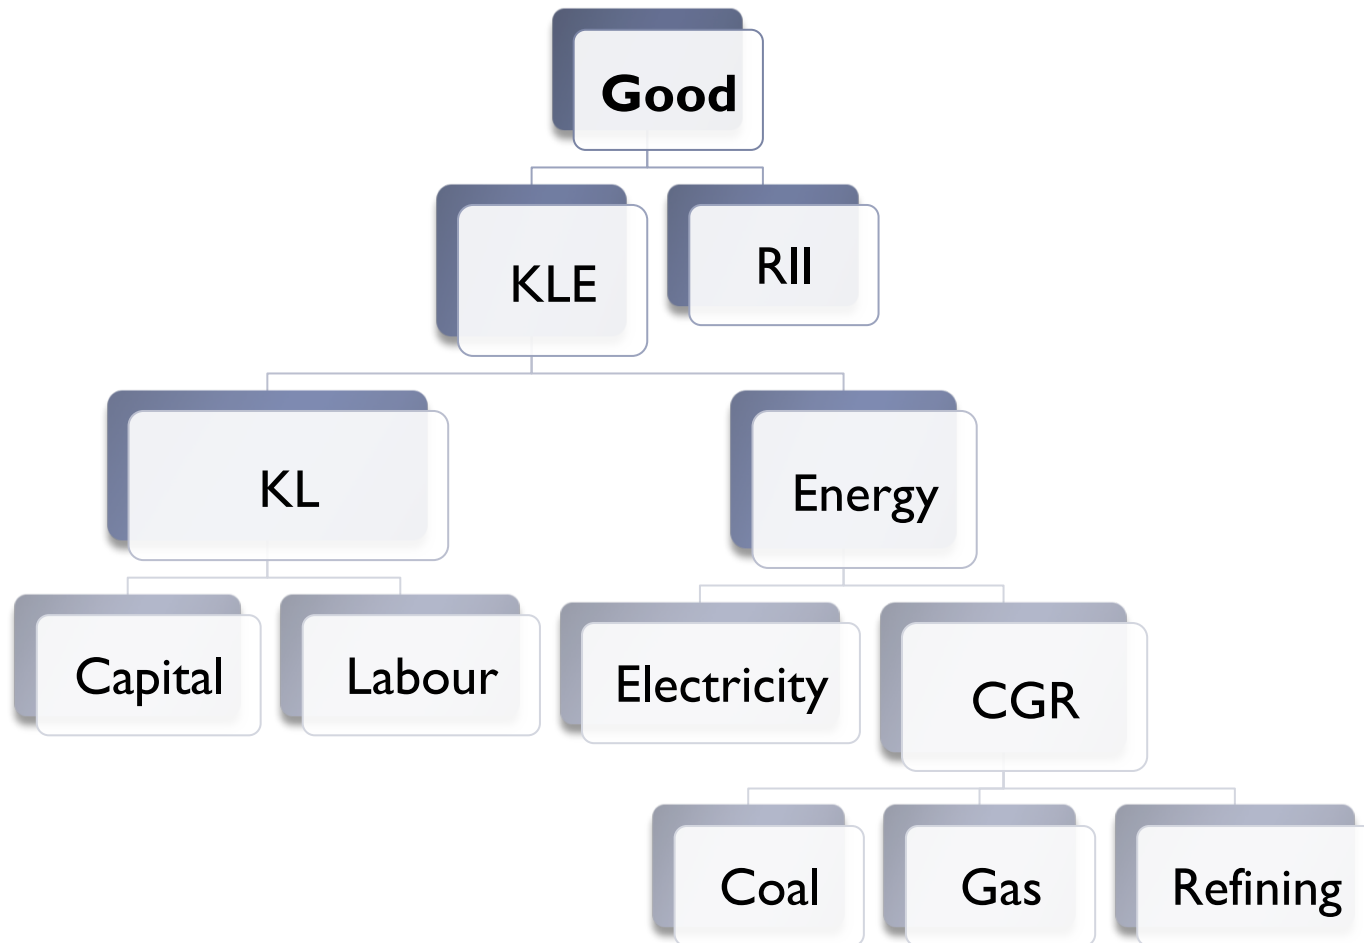 Good
KLE
RII
KL
Energy
Capital
Labour
Electricity
CGR
Coal
Gas
Refining